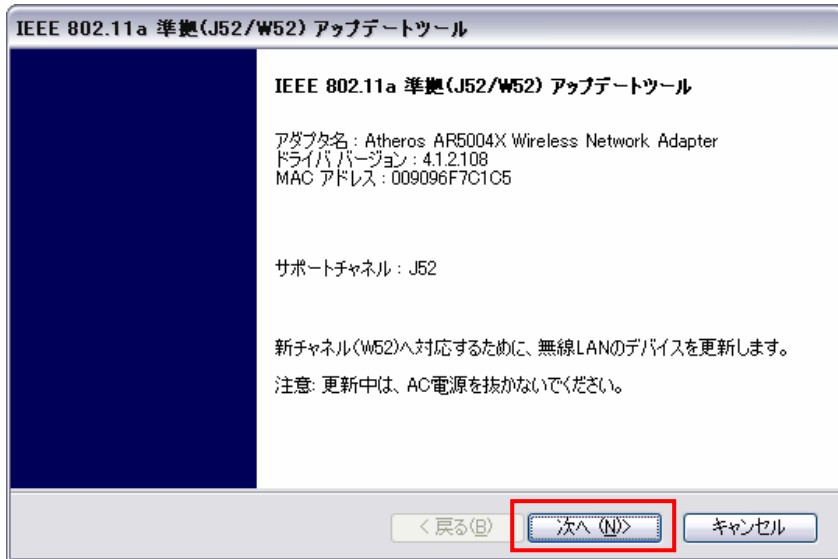 IEEE 802.11a 準拠(J52/W52) アップデートツール
IEEE 802.11a 準拠(J52/W52) アップデートツール
アダプタ名 : Atheros AR5004X Wireless Network Adapter
ドライバ バージョン : 4.1.2.108
MAC アドレス : 009096F7C1C5
サポートチャネル : J52
新チャネル(W52)へ対応するために、無線LANのデバイスを更新します。
注意: 更新中は、AC電源を抜かないでください。
< 戻る(B) 次へ (N)> キャンセル